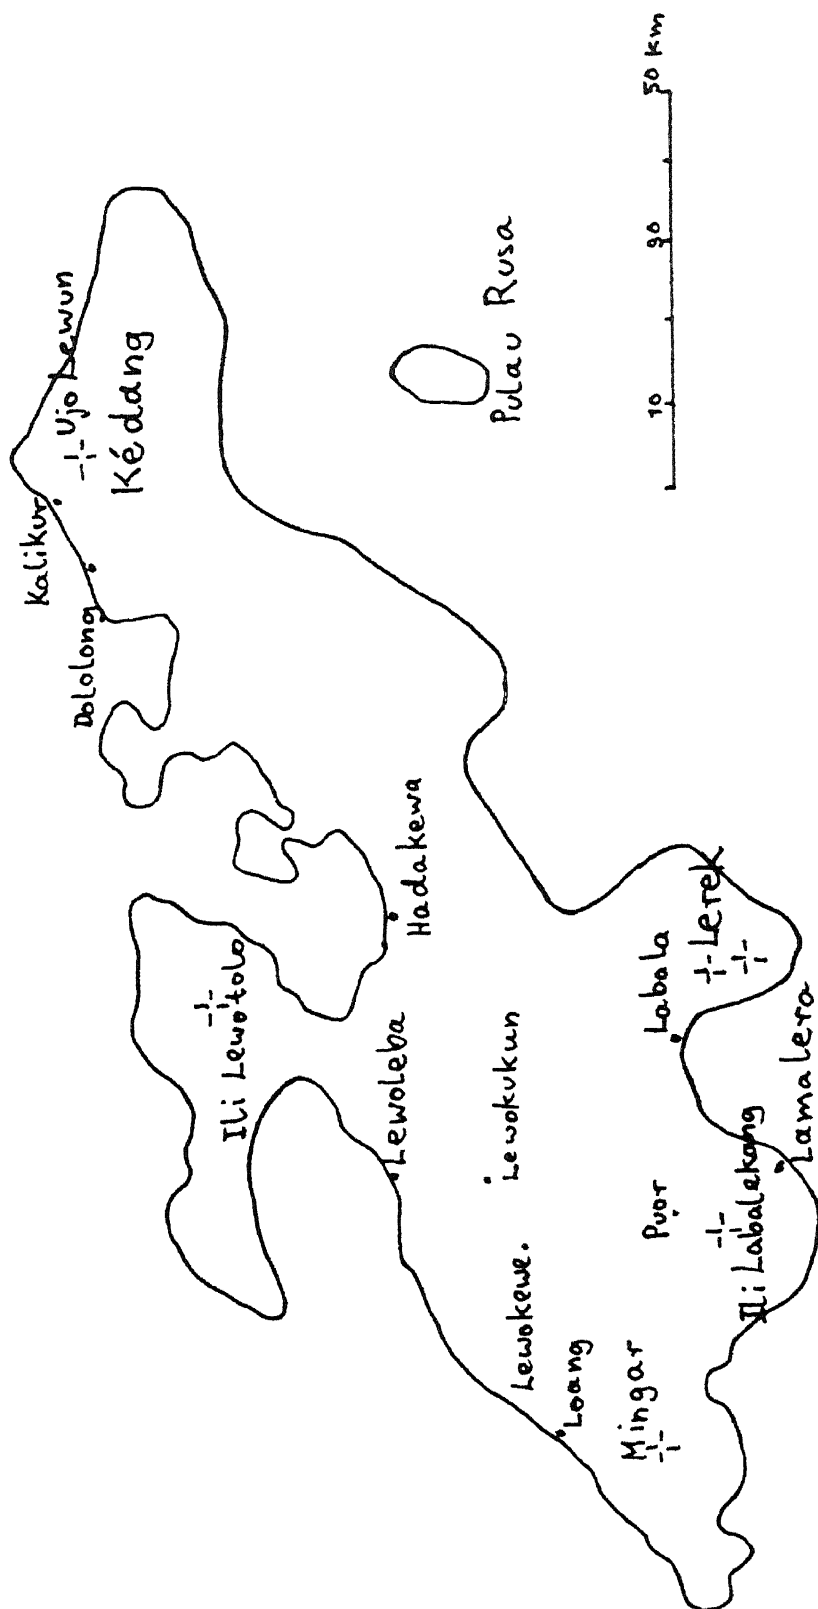 Kalikur
Ujo Lewun
Kédang
Dololong
Ili Lewotolo
Hadakewa
Pulau Rusa
Lewoleba
Lewokukun
Lewokewe
Loang
Mingar
Puor
Labala
Lerek
Ili Labalekang
Lamalera
10 30 50 km